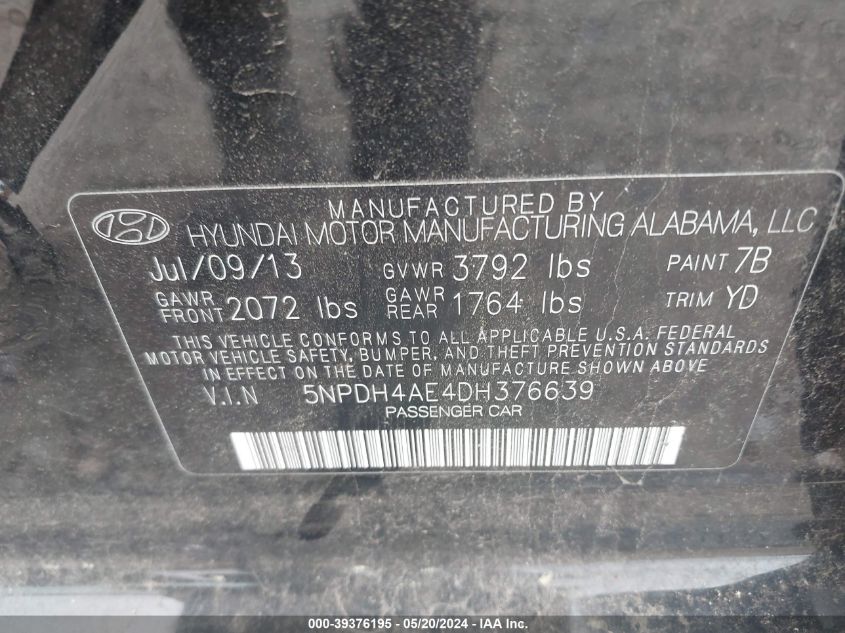 MANUFACTURED BY
HYUNDAI MOTOR MANUFACTURING ALABAMA, LLC
Jul/09/13 GVWR 3792 lbs PAINT 7B
GAWR FRONT 2072 lbs GAWR REAR 1764 lbs TRIM YD
THIS VEHICLE CONFORMS TO ALL APPLICABLE U.S.A. FEDERAL
MOTOR VEHICLE SAFETY, BUMPER, AND THEFT PREVENTION STANDARDS
IN EFFECT ON THE DATE OF MANUFACTURE SHOWN ABOVE
V.I.N 5NPDH4AE4DH376639
PASSENGER CAR
000-39376195 - 05/20/2024 - IAA Inc.